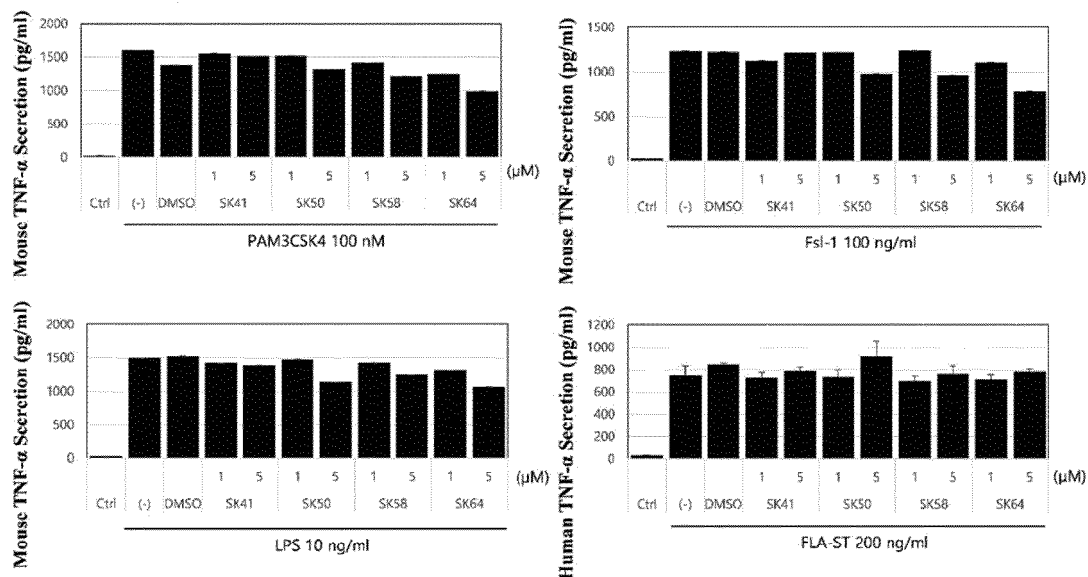 Mouse TNF-α Secretion (pg/ml)
2000
1500
1000
500
0
1 5 1 5 1 5 1 5 (μM)
Ctrl (-) DMSO SK41 SK50 SK58 SK64
PAM3CSK4 100 nM
Mouse TNF-α Secretion (pg/ml)
1500
1000
500
0
1 5 1 5 1 5 1 5 (μM)
Ctrl (-) DMSO SK41 SK50 SK58 SK64
Fsl-1 100 ng/ml
Mouse TNF-α Secretion (pg/ml)
2000
1500
1000
500
0
1 5 1 5 1 5 1 5 (μM)
Ctrl (-) DMSO SK41 SK50 SK58 SK64
LPS 10 ng/ml
Human TNF-α Secretion (pg/ml)
1200
1000
800
600
400
200
0
1 5 1 5 1 5 1 5 (μM)
Ctrl (-) DMSO SK41 SK50 SK58 SK64
FLA-ST 200 ng/ml